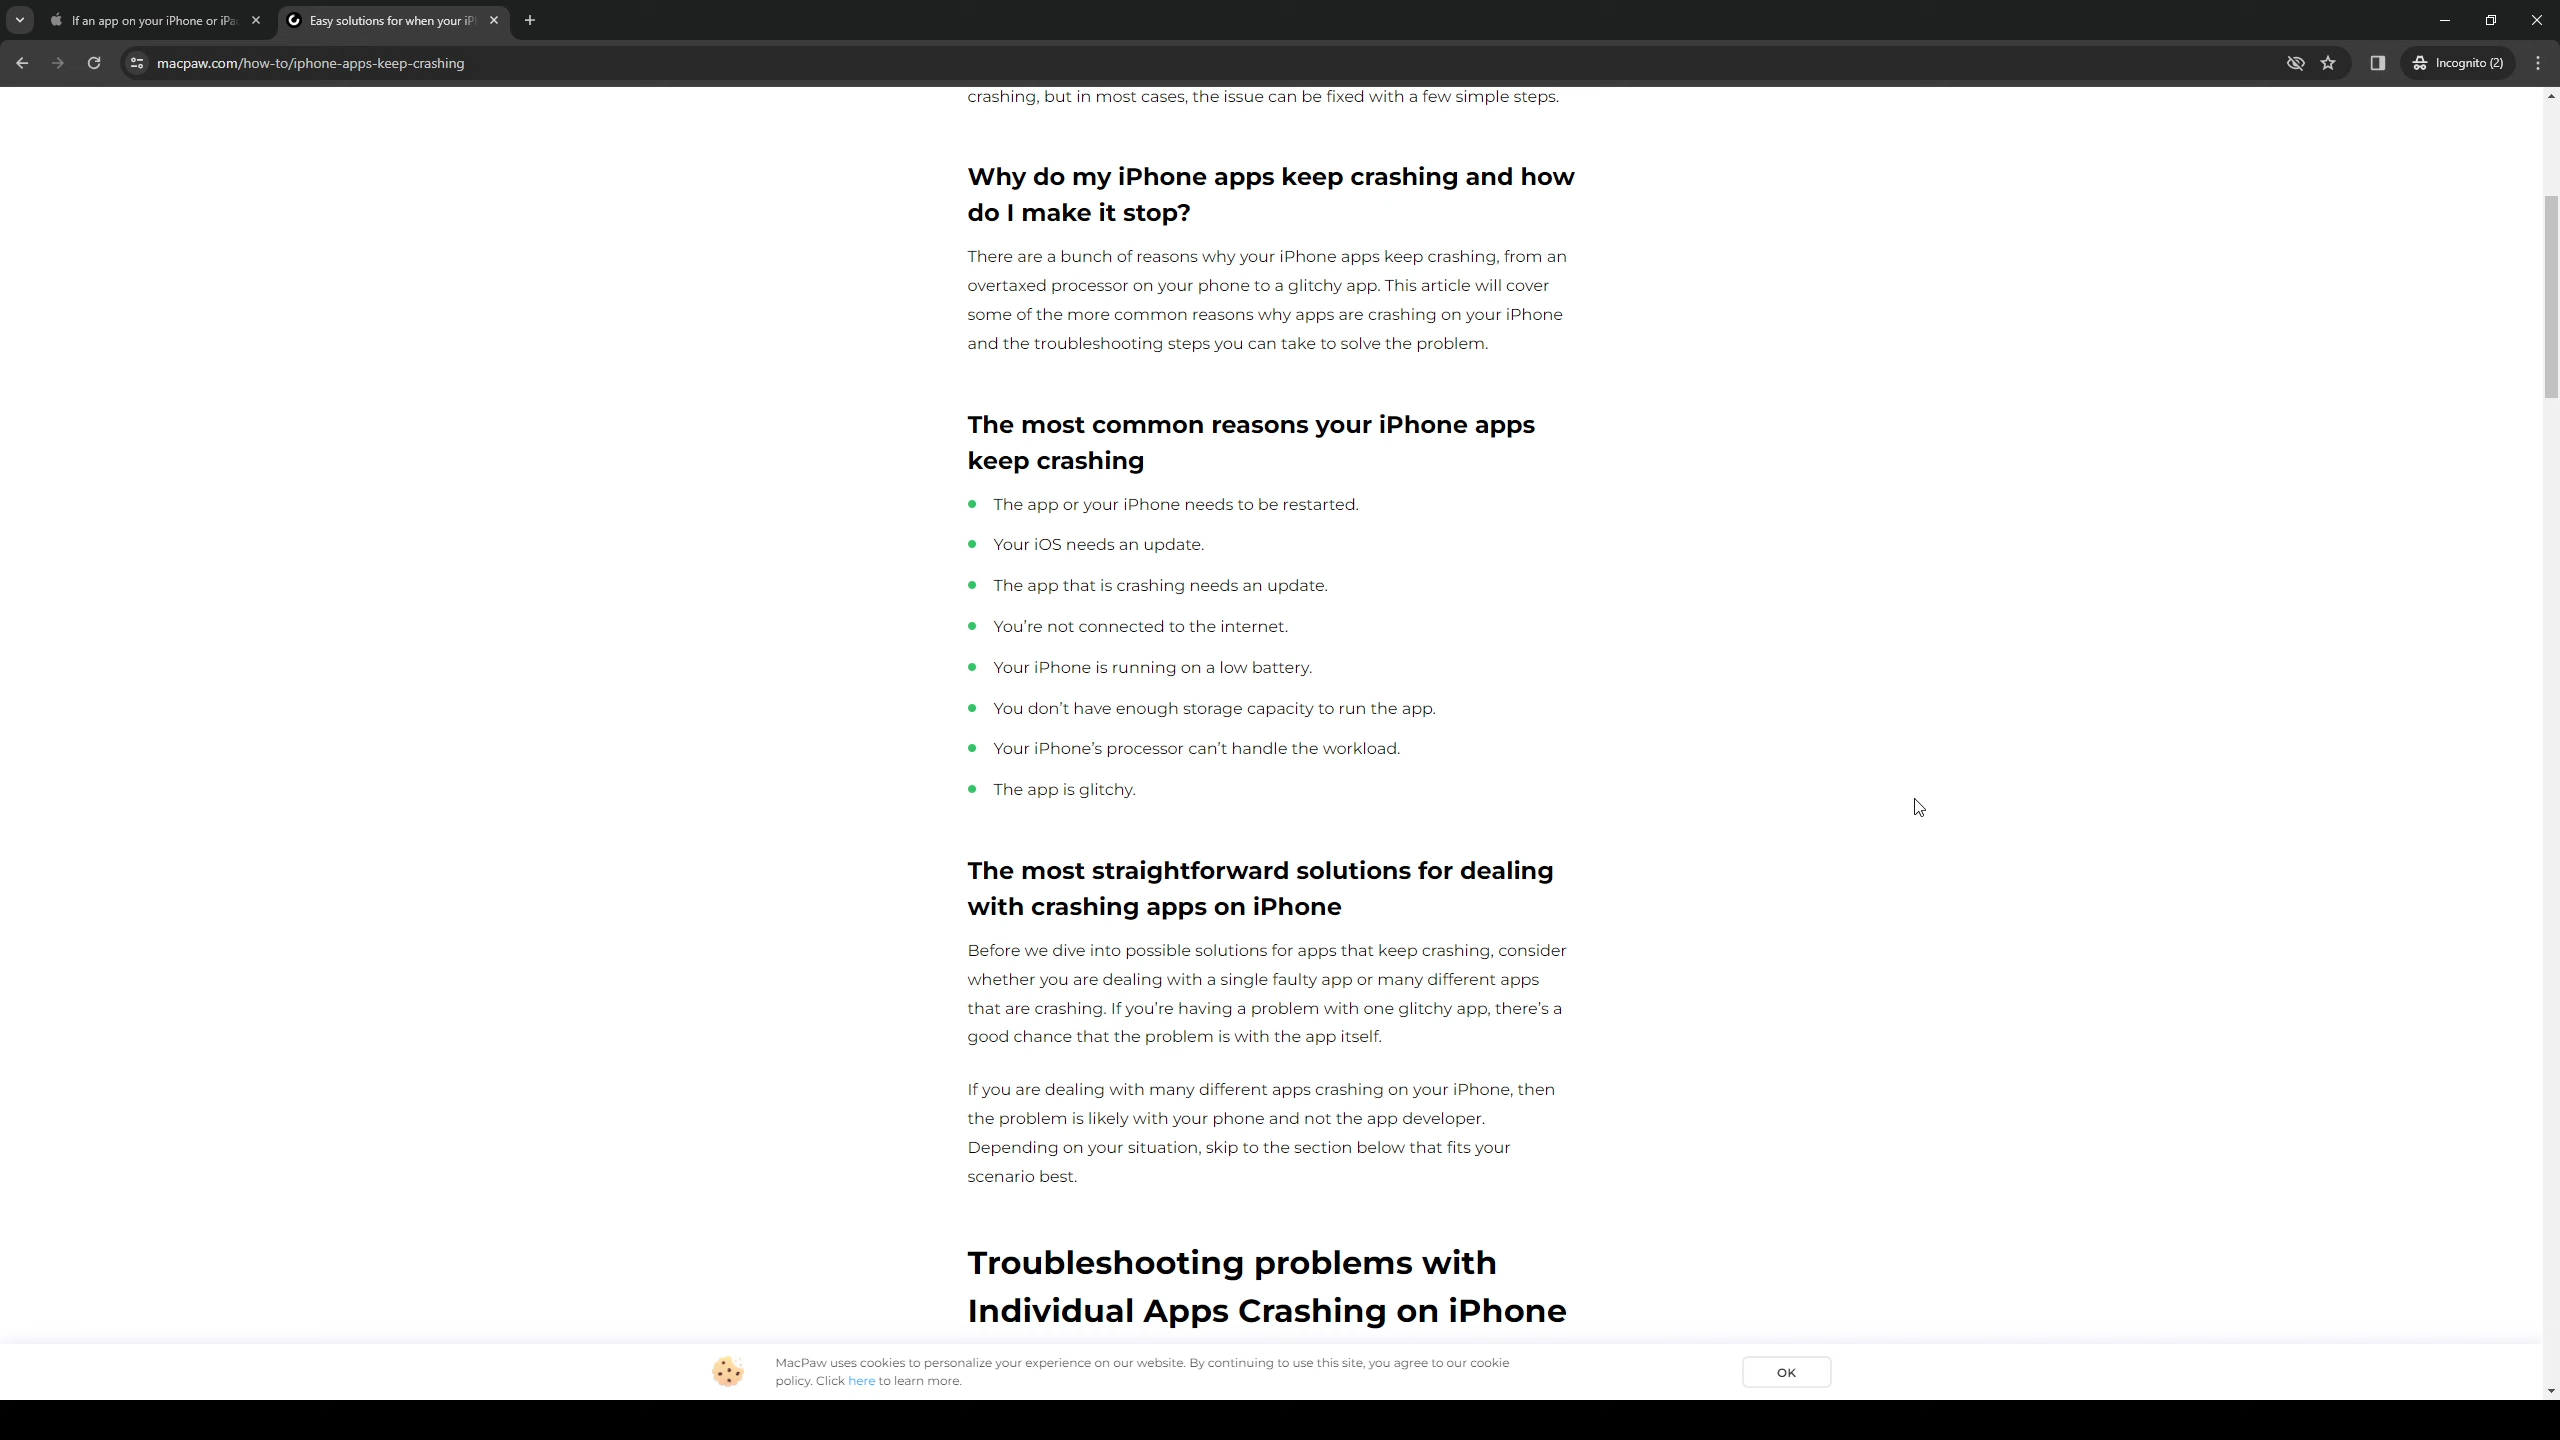 If an app on your iPhone or iPa
Easy solutions for when your iP
macpaw.com/how-to/iphone-apps-keep-crashing
Incognito (2)
crashing, but in most cases, the issue can be fixed with a few simple steps.
Why do my iPhone apps keep crashing and how
do I make it stop?
There are a bunch of reasons why your iPhone apps keep crashing, from an
overtaxed processor on your phone to a glitchy app. This article will cover
some of the more common reasons why apps are crashing on your iPhone
and the troubleshooting steps you can take to solve the problem.
The most common reasons your iPhone apps
keep crashing
The app or your iPhone needs to be restarted.
Your iOS needs an update.
The app that is crashing needs an update.
You’re not connected to the internet.
Your iPhone is running on a low battery.
You don’t have enough storage capacity to run the app.
Your iPhone’s processor can’t handle the workload.
The app is glitchy.
The most straightforward solutions for dealing
with crashing apps on iPhone
Before we dive into possible solutions for apps that keep crashing, consider
whether you are dealing with a single faulty app or many different apps
that are crashing. If you’re having a problem with one glitchy app, there’s a
good chance that the problem is with the app itself.
If you are dealing with many different apps crashing on your iPhone, then
the problem is likely with your phone and not the app developer.
Depending on your situation, skip to the section below that fits your
scenario best.
Troubleshooting problems with
Individual Apps Crashing on iPhone
MacPaw uses cookies to personalize your experience on our website. By continuing to use this site, you agree to our cookie
policy. Click here to learn more.
OK